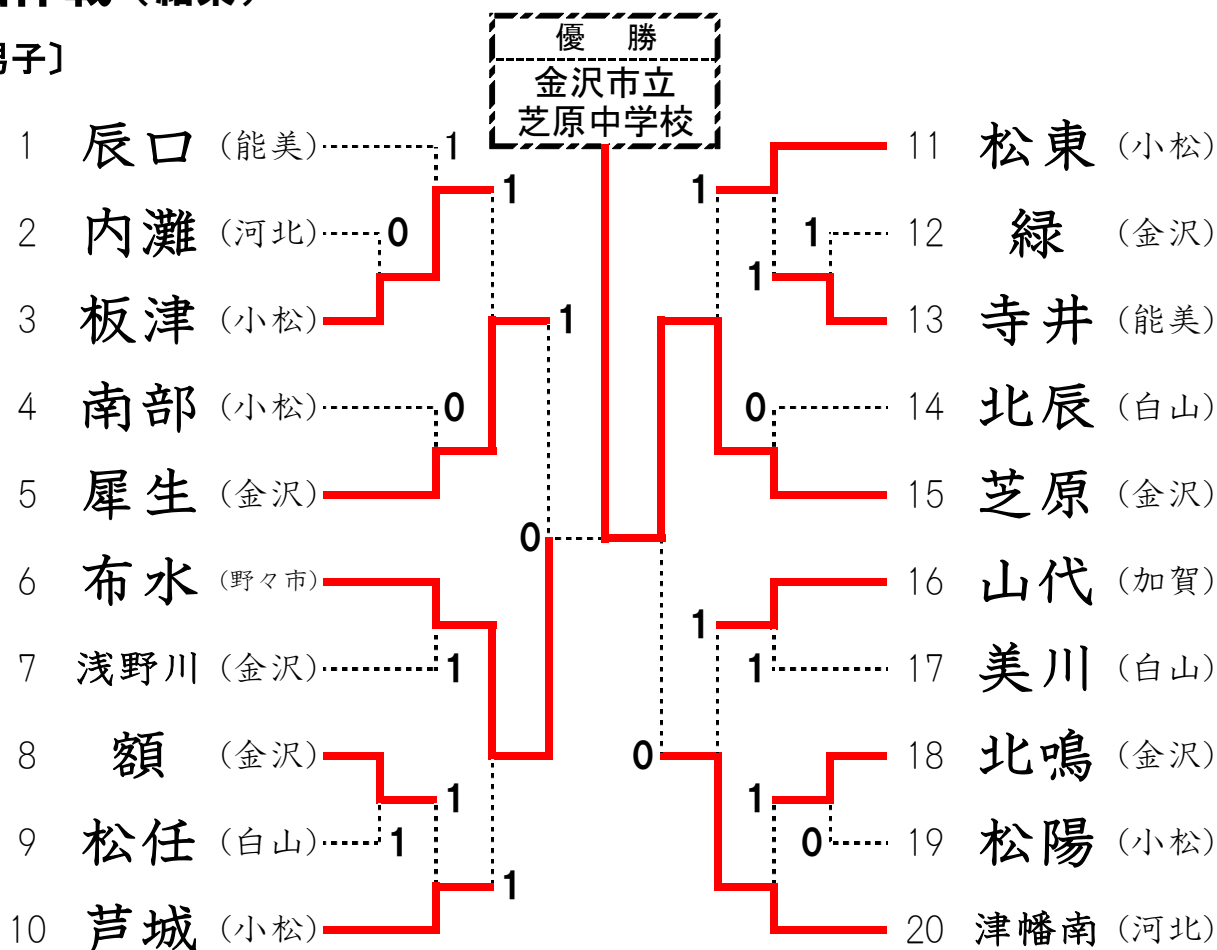 男子〕
優 勝
金沢市立
芝原中学校
1 辰口 (能美) 1
2 内灘 (河北) 0
3 板津 (小松)
1
4 南部 (小松) 0
1
5 犀生 (金沢)
6 布水 (野々市)
0
7 浅野川 (金沢) 1
8 額 (金沢)
1
9 松任 (白山) 1
10 芦城 (小松)
1
11 松東 (小松)
1
1 12 緑 (金沢)
1
13 寺井 (能美)
0 14 北辰 (白山)
15 芝原 (金沢)
16 山代 (加賀)
1
1 17 美川 (白山)
0
18 北鳴 (金沢)
1
0 19 松陽 (小松)
20 津幡南 (河北)